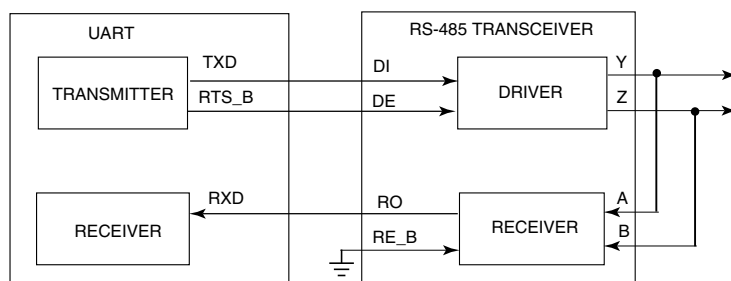 UART
RS-485 TRANSCEIVER
TXD
DI
Y
TRANSMITTER
DRIVER
RTS_B
DE
Z
RXD
RO
A
RECEIVER
RECEIVER
RE_B
B